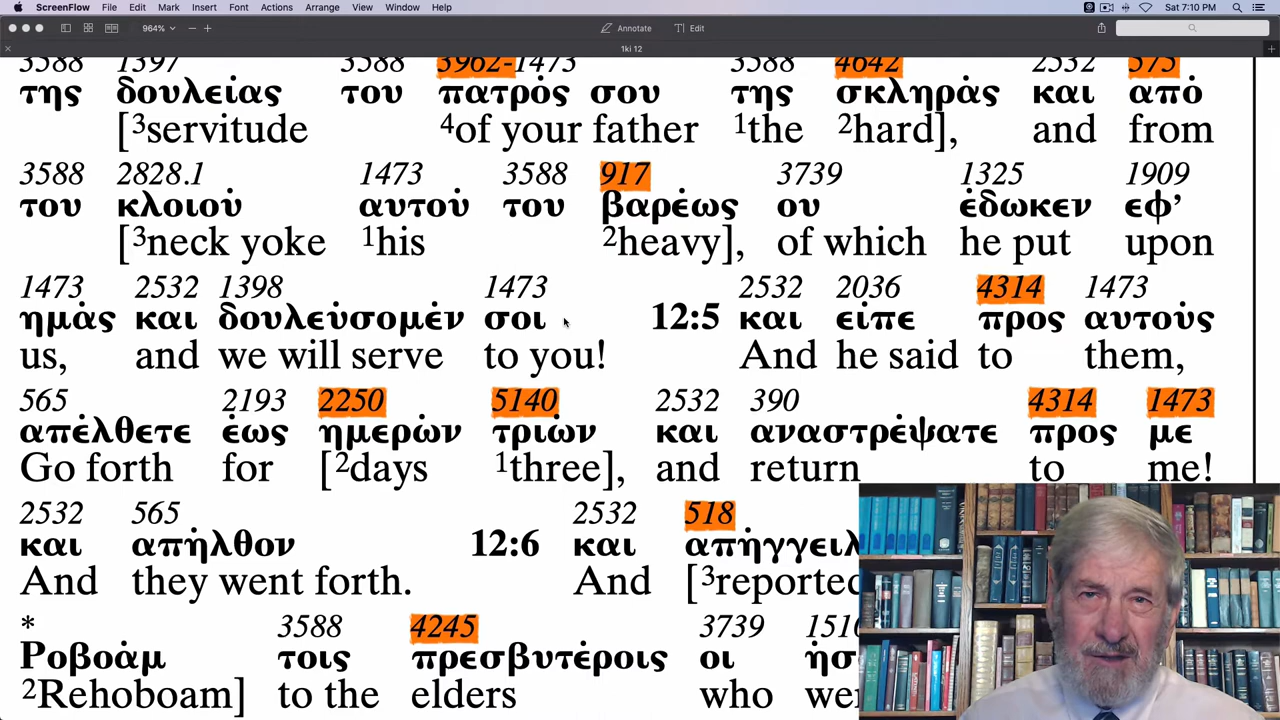 ScreenFlow File Edit Mark Insert Font Actions Arrange View Window Help Sat 7:10 PM
964% Annotate Edit
1ki 12
3588 1397 3588 3962-1473 3588 4642 2532 575
της δουλείας του πατρός σου της σκληράς και από
[³servitude ⁴of your father ¹the ²hard], and from
3588 2828.1 1473 3588 917 3739 1325 1909
του κλοιού αυτού του βαρέως ου έδωκεν εφ’
[³neck yoke ¹his ²heavy], of which he put upon
1473 2532 1398 1473 2532 2036 4314 1473
ημάς και δουλεύσομέν σοι 12:5 και είπε προς αυτούς
us, and we will serve to you! And he said to them,
565 2193 2250 5140 2532 390 4314 1473
απέλθετε έως ημερών τριών και αναστρέψατε προς με
Go forth for [²days ¹three], and return to me!
2532 565 2532 518
και απήλθον 12:6 και απήγγειλ
And they went forth. And [³reported
* 3588 4245 3739 151
Ροβοάμ τοις πρεσβυτέροις οι ήσ
²Rehoboam] to the elders who we